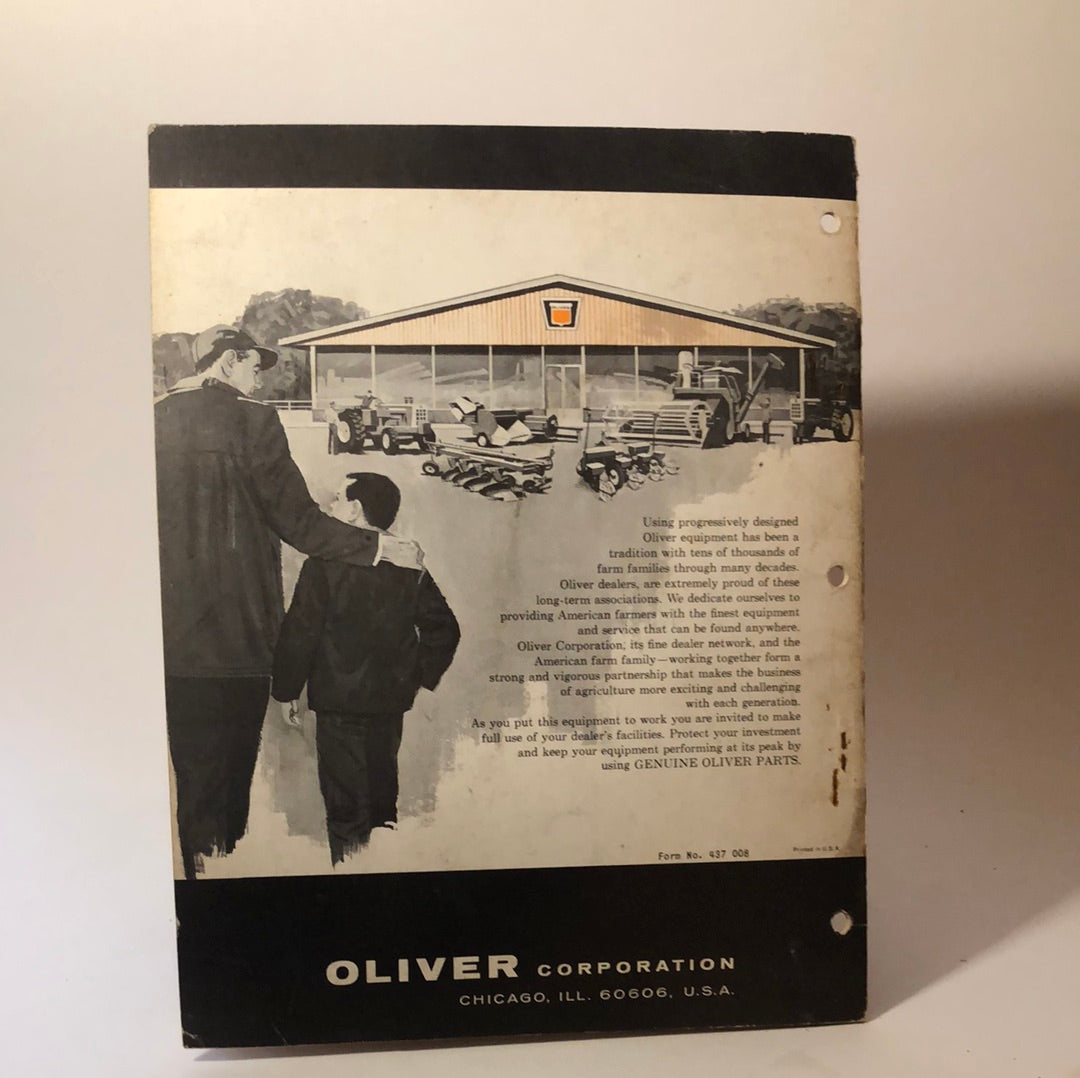 Using progressively designed
Oliver equipment has been a
tradition with tens of thousands of
farm families through many decades.
Oliver dealers, are extremely proud of these
long-term associations. We dedicate ourselves to
providing American farmers with the finest equipment
and service that can be found anywhere.
Oliver Corporation, its fine dealer network, and the
American farm family—working together form a
strong and vigorous partnership that makes the business
of agriculture more exciting and challenging
with each generation.
As you put this equipment to work you are invited to make
full use of your dealer's facilities. Protect your investment
and keep your equipment performing at its peak by
using GENUINE OLIVER PARTS.
Form No. 437 008
Printed in U.S.A.
OLIVER CORPORATION
CHICAGO, ILL. 60606, U.S.A.